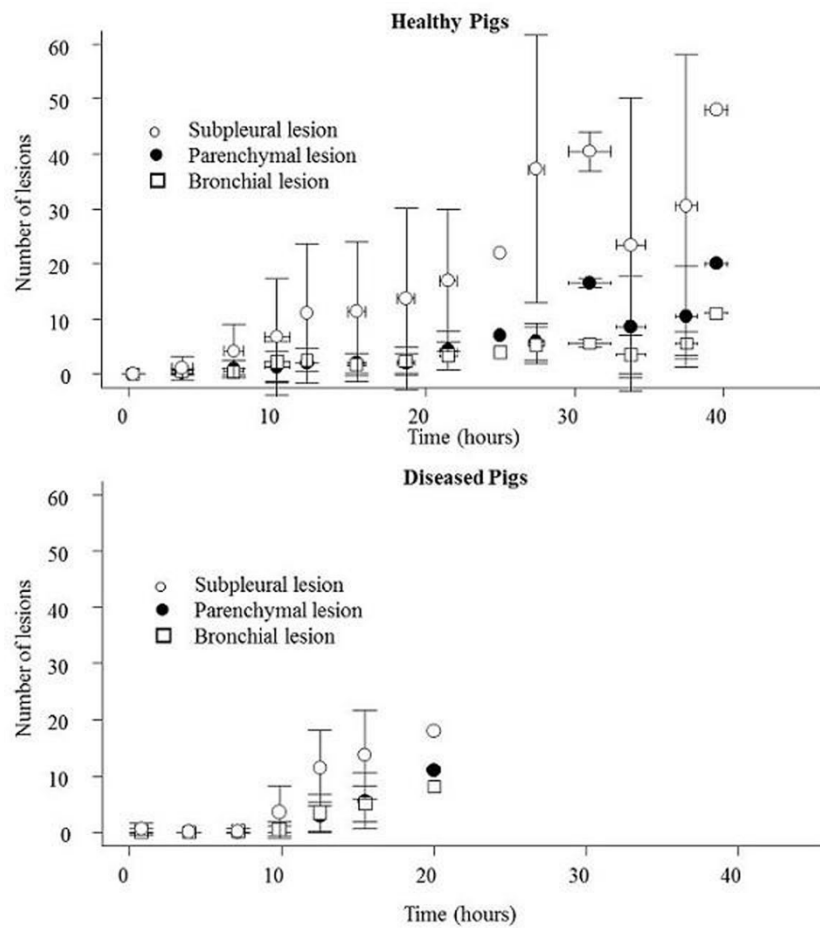 Healthy Pigs
60
50
40
30
20
10
0
Number of lesions
Subpleural lesion
Parenchymal lesion
Bronchial lesion
0 10 20 30 40
Time (hours)
Diseased Pigs
60
50
40
30
20
10
0
Number of lesions
Subpleural lesion
Parenchymal lesion
Bronchial lesion
0 10 20 30 40
Time (hours)